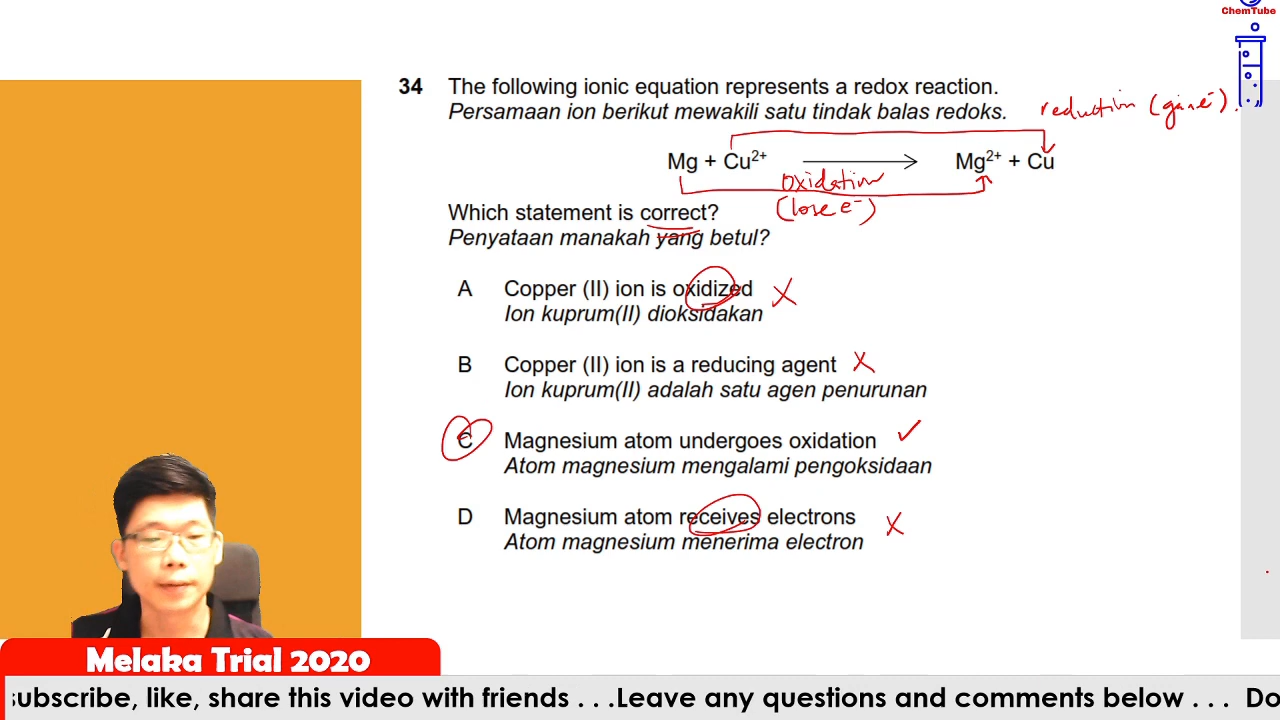 ChemTube
34 The following ionic equation represents a redox reaction.
Persamaan ion berikut mewakili satu tindak balas redoks.
reduction (gain e⁻).
Mg + Cu²⁺ → Mg²⁺ + Cu
Oxidation
(lose e⁻)
Which statement is correct?
Penyataan manakah yang betul?
A Copper (II) ion is oxidized X
Ion kuprum(II) dioksidakan
B Copper (II) ion is a reducing agent X
Ion kuprum(II) adalah satu agen penurunan
C Magnesium atom undergoes oxidation ✓
Atom magnesium mengalami pengoksidaan
D Magnesium atom receives electrons X
Atom magnesium menerima electron
Melaka Trial 2020
subscribe, like, share this video with friends . . .Leave any questions and comments below . . . Do